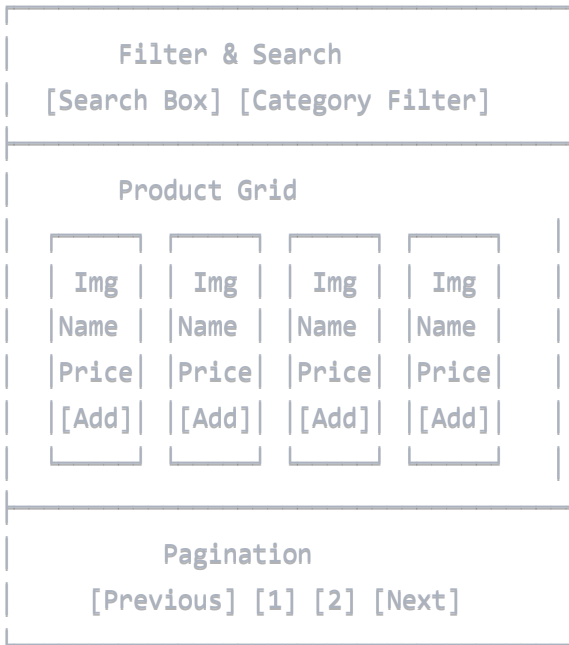 Filter & Search
[Search Box] [Category Filter]
Product Grid
Img Img Img Img
Name Name Name Name
Price Price Price Price
[Add] [Add] [Add] [Add]
Pagination
[Previous] [1] [2] [Next]